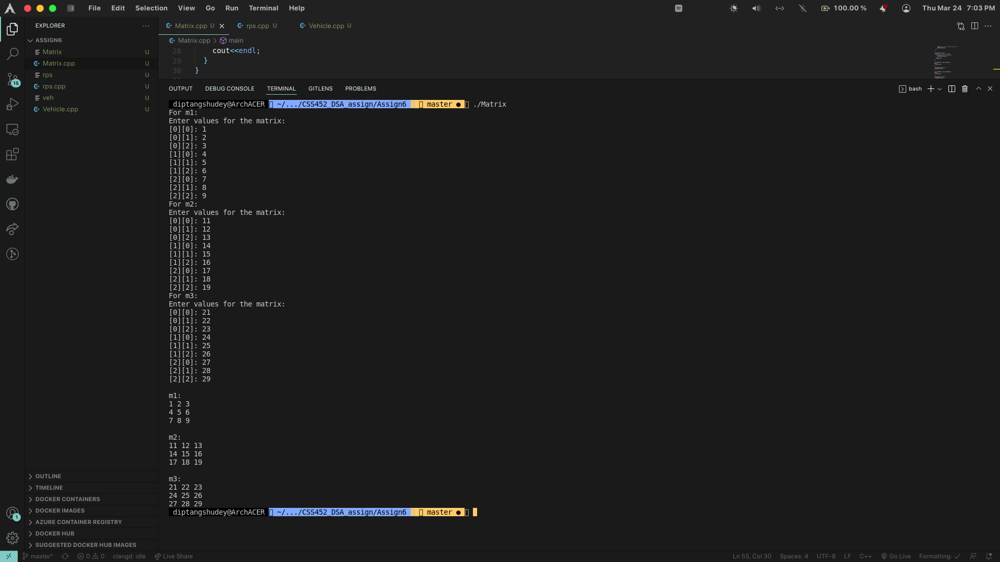 File Edit Selection View Go Run Terminal Help 100.00 % Thu Mar 24 7:03 PM
EXPLORER
ASSIGN6
Matrix U
Matrix.cpp U
rps U
rps.cpp U
veh U
Vehicle.cpp U
15
OUTLINE
TIMELINE
DOCKER CONTAINERS
DOCKER IMAGES
AZURE CONTAINER REGISTRY
DOCKER HUB
SUGGESTED DOCKER HUB IMAGES
1
Matrix.cpp U rps.cpp U Vehicle.cpp U
Matrix.cpp > main
28 cout<<endl;
29 }
30 }
OUTPUT DEBUG CONSOLE TERMINAL GITLENS PROBLEMS bash
diptangshudey@ArchACER ~/.../CSS452_DSA_assign/Assign6 master ● ./Matrix
For m1:
Enter values for the matrix:
[0][0]: 1
[0][1]: 2
[0][2]: 3
[1][0]: 4
[1][1]: 5
[1][2]: 6
[2][0]: 7
[2][1]: 8
[2][2]: 9
For m2:
Enter values for the matrix:
[0][0]: 11
[0][1]: 12
[0][2]: 13
[1][0]: 14
[1][1]: 15
[1][2]: 16
[2][0]: 17
[2][1]: 18
[2][2]: 19
For m3:
Enter values for the matrix:
[0][0]: 21
[0][1]: 22
[0][2]: 23
[1][0]: 24
[1][1]: 25
[1][2]: 26
[2][0]: 27
[2][1]: 28
[2][2]: 29
m1:
1 2 3
4 5 6
7 8 9
m2:
11 12 13
14 15 16
17 18 19
m3:
21 22 23
24 25 26
27 28 29
diptangshudey@ArchACER ~/.../CSS452_DSA_assign/Assign6 master ●
master* 0 0 clangd: idle Live Share Ln 55, Col 30 Spaces: 4 UTF-8 LF C++ Go Live Formatting: ✓